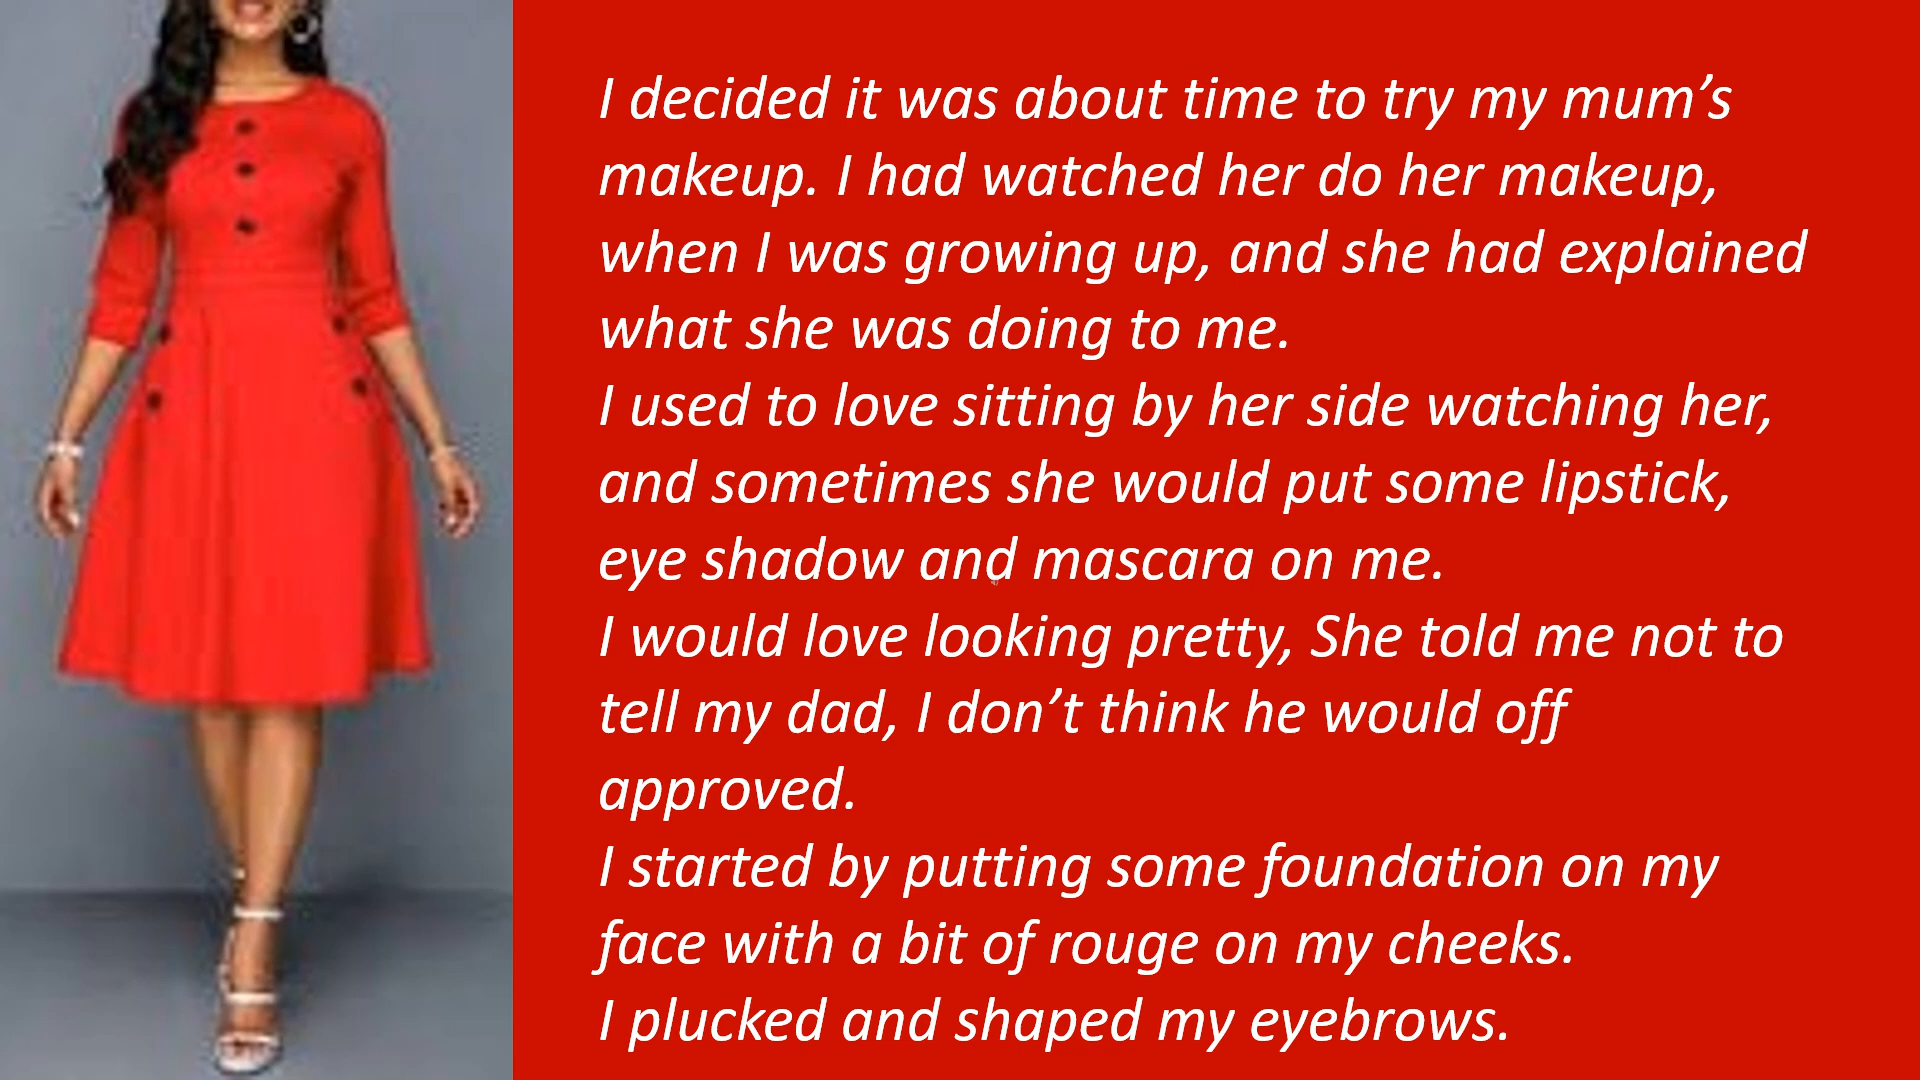 I decided it was about time to try my mum’s
makeup. I had watched her do her makeup,
when I was growing up, and she had explained
what she was doing to me.
I used to love sitting by her side watching her,
and sometimes she would put some lipstick,
eye shadow and mascara on me.
I would love looking pretty, She told me not to
tell my dad, I don’t think he would off
approved.
I started by putting some foundation on my
face with a bit of rouge on my cheeks.
I plucked and shaped my eyebrows.